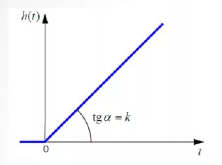 h(t)
tg α = k
0
t